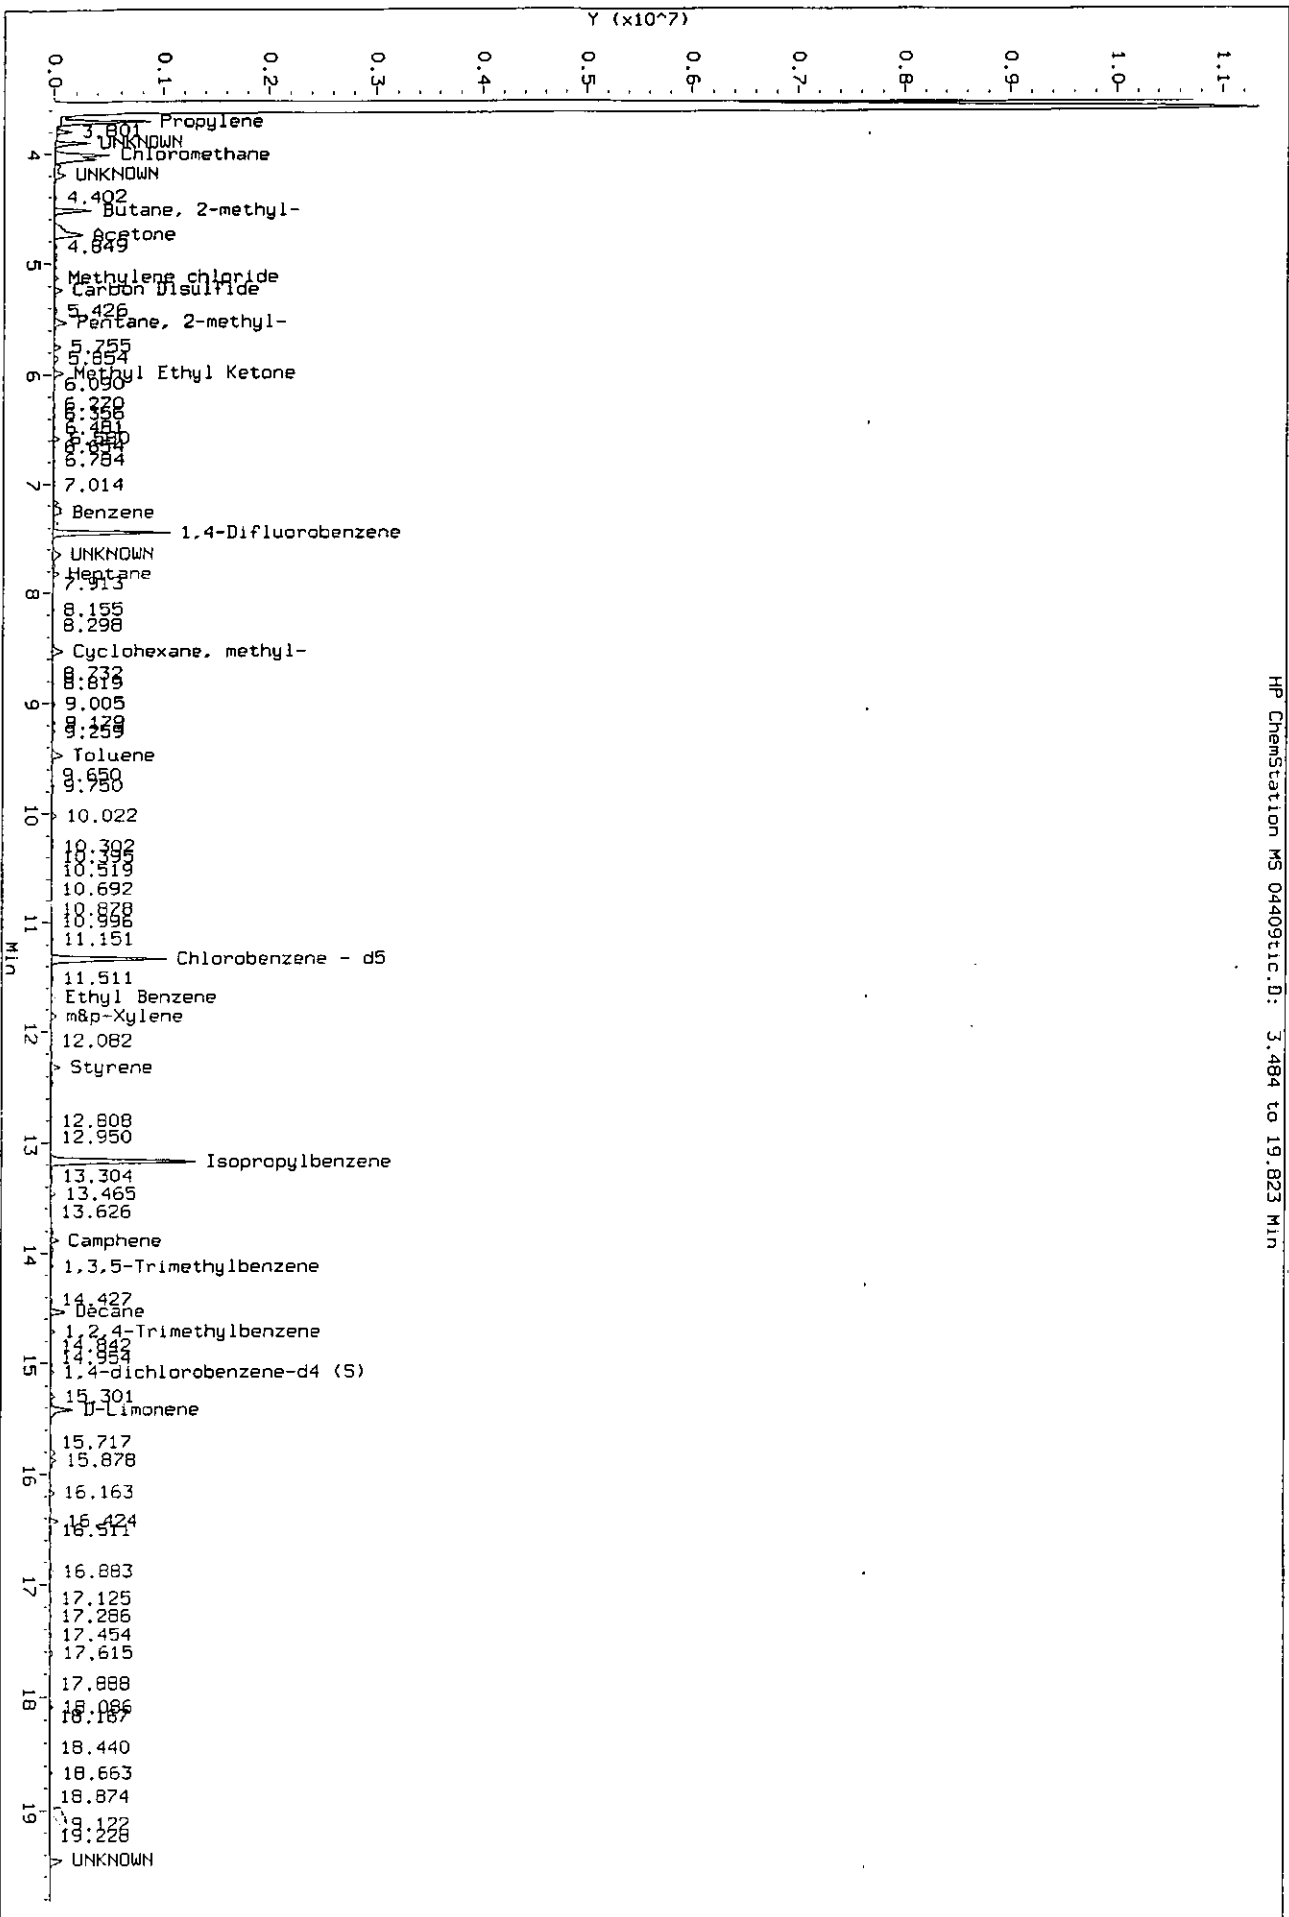 Y (x10^7)
0.0
0.1
0.2
0.3
0.4
0.5
0.6
0.7
0.8
0.9
1.0
1.1
HP ChemStation MS 04409tic.D: 3.484 to 19.823 Min
Propylene
3.801
UNKNOWN
Chloromethane
4
UNKNOWN
4.402
Butane, 2-methyl-
Acetone
4.849
5
Methylene chloride
Carbon Disulfide
5.426
Pentane, 2-methyl-
5.755
5.854
6
Methyl Ethyl Ketone
6.090
6.220
6.356
6.481
6.580
6.654
6.784
7
7.014
Benzene
1,4-Difluorobenzene
UNKNOWN
Heptane
7.913
8
8.155
8.298
Cyclohexane, methyl-
8.732
8.819
9
9.005
9.179
9.259
Toluene
9.650
9.750
10
10.022
10.302
10.395
10.519
10.692
10.878
10.996
11
11.151
Chlorobenzene - d5
11.511
Ethyl Benzene
m&p-Xylene
12
12.082
Styrene
12.808
12.950
13
Isopropylbenzene
13.304
13.465
13.626
Camphene
14
1,3,5-Trimethylbenzene
14.427
Decane
1,2,4-Trimethylbenzene
14.842
14.954
15
1,4-dichlorobenzene-d4 (S)
15.301
D-Limonene
15.717
15.878
16
16.163
16.424
16.511
16.883
17
17.125
17.286
17.454
17.615
17.888
18
18.086
18.167
18.440
18.663
18.874
19
19.122
19.228
UNKNOWN
Min